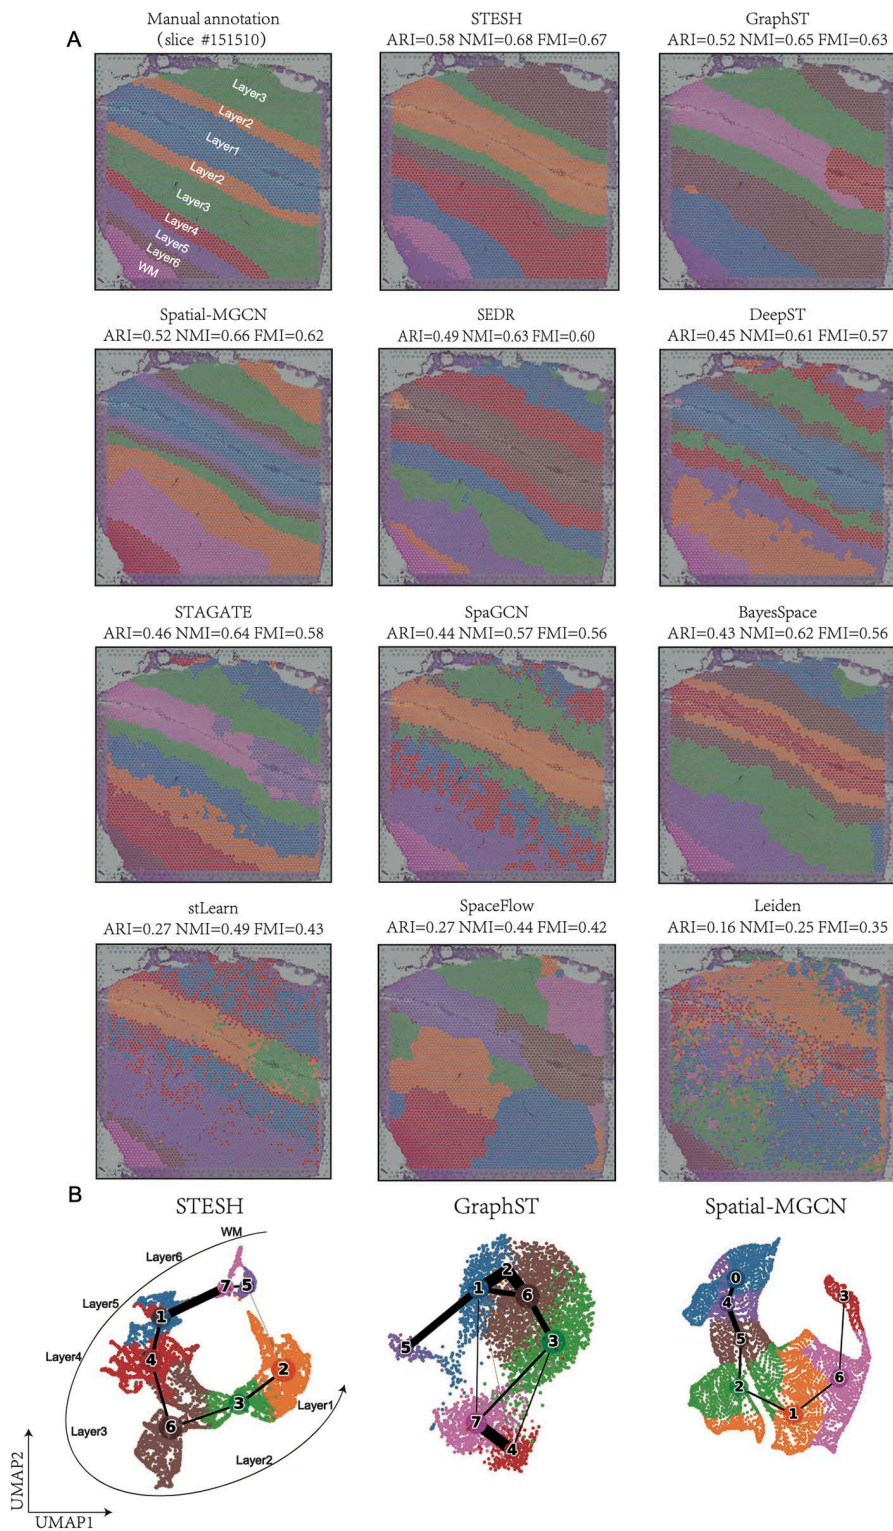 A
Manual annotation
(slice #151510)
STESH
ARI=0.58 NMI=0.68 FMI=0.67
GraphST
ARI=0.52 NMI=0.65 FMI=0.63
Layer3
Layer2
Layer1
Layer2
Layer3
Layer4
Layer5
Layer6
WM
Spatial-MGCN
ARI=0.52 NMI=0.66 FMI=0.62
SEDR
ARI=0.49 NMI=0.63 FMI=0.60
DeepST
ARI=0.45 NMI=0.61 FMI=0.57
STAGATE
ARI=0.46 NMI=0.64 FMI=0.58
SpaGCN
ARI=0.44 NMI=0.57 FMI=0.56
BayesSpace
ARI=0.43 NMI=0.62 FMI=0.56
stLearn
ARI=0.27 NMI=0.49 FMI=0.43
SpaceFlow
ARI=0.27 NMI=0.44 FMI=0.42
Leiden
ARI=0.16 NMI=0.25 FMI=0.35
B
STESH
WM
Layer6
Layer5
Layer4
Layer3
Layer2
Layer1
7
5
1
4
2
3
6
UMAP2
UMAP1
GraphST
2
1
6
3
5
7
4
Spatial-MGCN
0
4
3
5
6
2
1